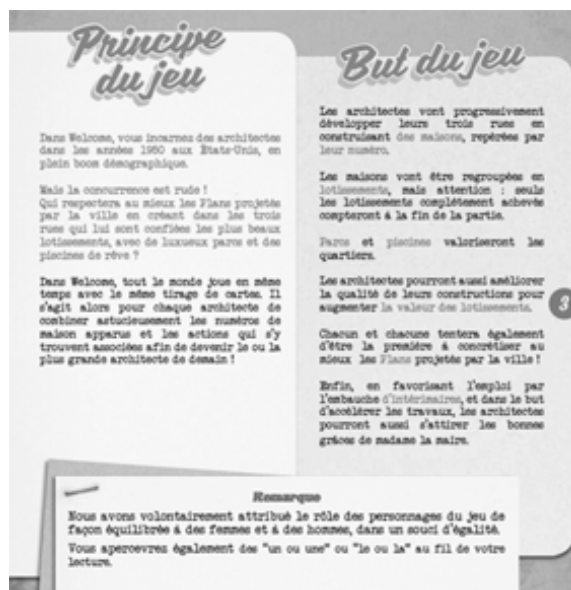 Principe
du jeu
Dans Welcome, vous incarnez des architectes
dans les années 1950 aux États-Unis, en
plein boom démographique.
Mais la concurrence est rude !
Qui respectera au mieux les Plans projetés
par la ville en créant dans les trois
rues qui lui sont confiées les plus beaux
lotissements, avec de luxueux parcs et des
piscines de rêve ?
Dans Welcome, tout le monde joue en même
temps avec le même tirage de cartes. Il
s'agit alors pour chaque architecte de
combiner astucieusement les numéros de
maison apparus et les actions qui s'y
trouvent associées afin de devenir le ou la
plus grande architecte de demain !
But du jeu
Les architectes vont progressivement
développer leurs trois rues en
construisant des maisons, repérées par
leur numéro.
Les maisons vont être regroupées en
lotissements, mais attention : seuls
les lotissements complètement achevés
compteront à la fin de la partie.
Parcs et piscines valoriseront les
quartiers.
Les architectes pourront aussi améliorer
la qualité de leurs constructions pour
augmenter la valeur des lotissements.
Chacun et chacune tentera également
d'être la première à concrétiser au
mieux les Plans projetés par la ville !
Enfin, en favorisant l'emploi par
l'embauche d'intérimaires, et dans le but
d'accélérer les travaux, les architectes
pourront aussi s'attirer les bonnes
grâces de madame la maire.
3
Remarque
Nous avons volontairement attribué le rôle des personnages du jeu de
façon équilibrée à des femmes et à des hommes, dans un souci d'égalité.
Vous apercevrez également des "un ou une" ou "le ou la" au fil de votre
lecture.